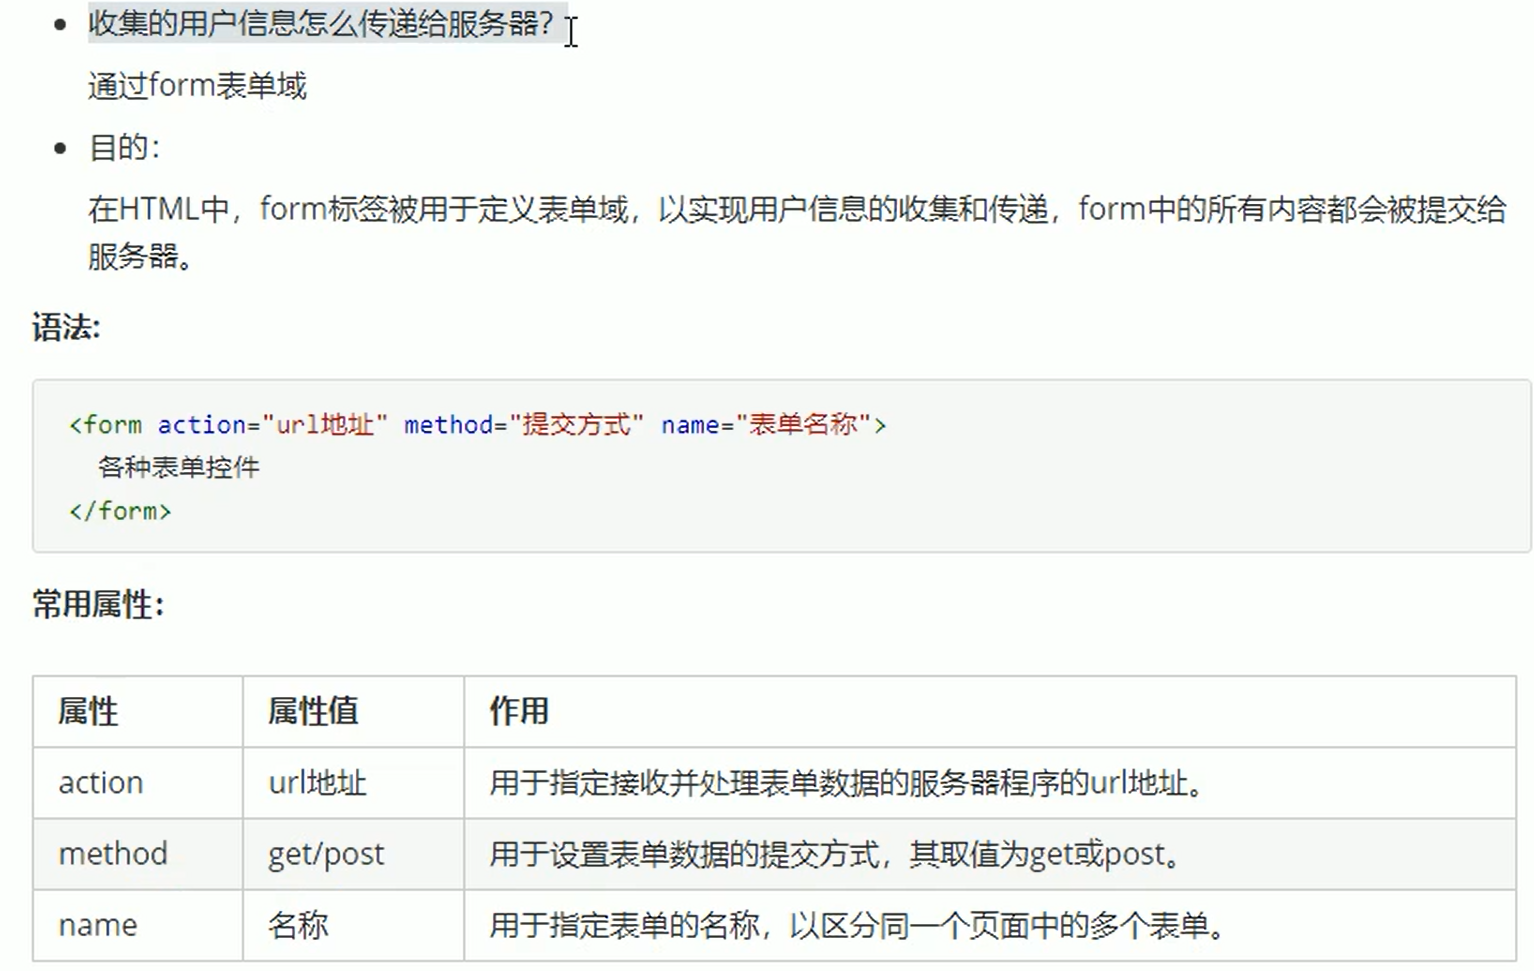 收集的用户信息怎么传递给服务器？
通过form表单域
目的：
在HTML中，form标签被用于定义表单域，以实现用户信息的收集和传递，form中的所有内容都会被提交给
服务器。
语法:
<form action="url地址" method="提交方式" name="表单名称">
各种表单控件
</form>
常用属性：
属性 属性值 作用
action url地址 用于指定接收并处理表单数据的服务器程序的url地址。
method get/post 用于设置表单数据的提交方式，其取值为get或post。
name 名称 用于指定表单的名称，以区分同一个页面中的多个表单。